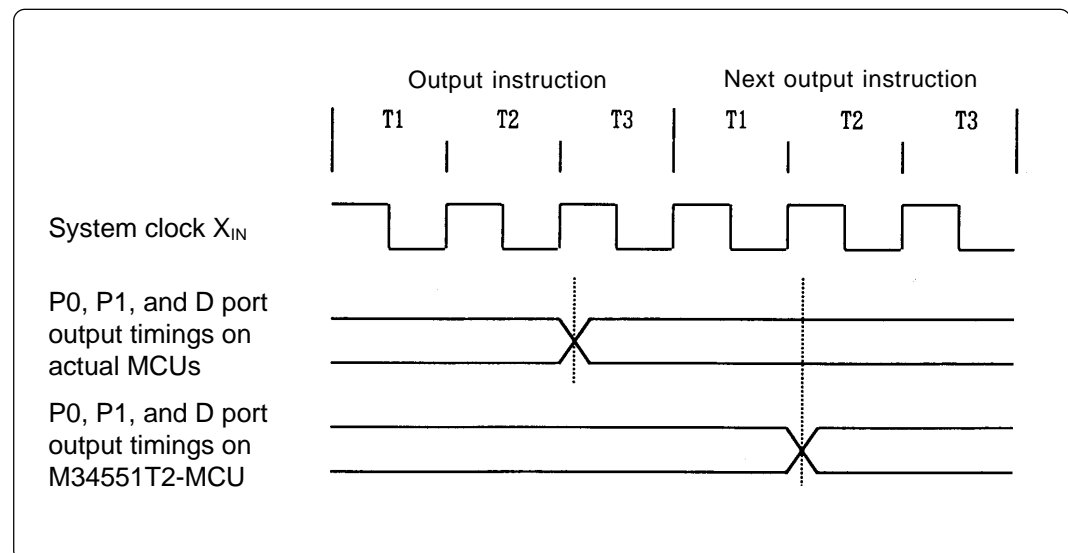 Output instruction Next output instruction
T1 T2 T3 T1 T2 T3
System clock XIN
P0, P1, and D port
output timings on
actual MCUs
P0, P1, and D port
output timings on
M34551T2-MCU